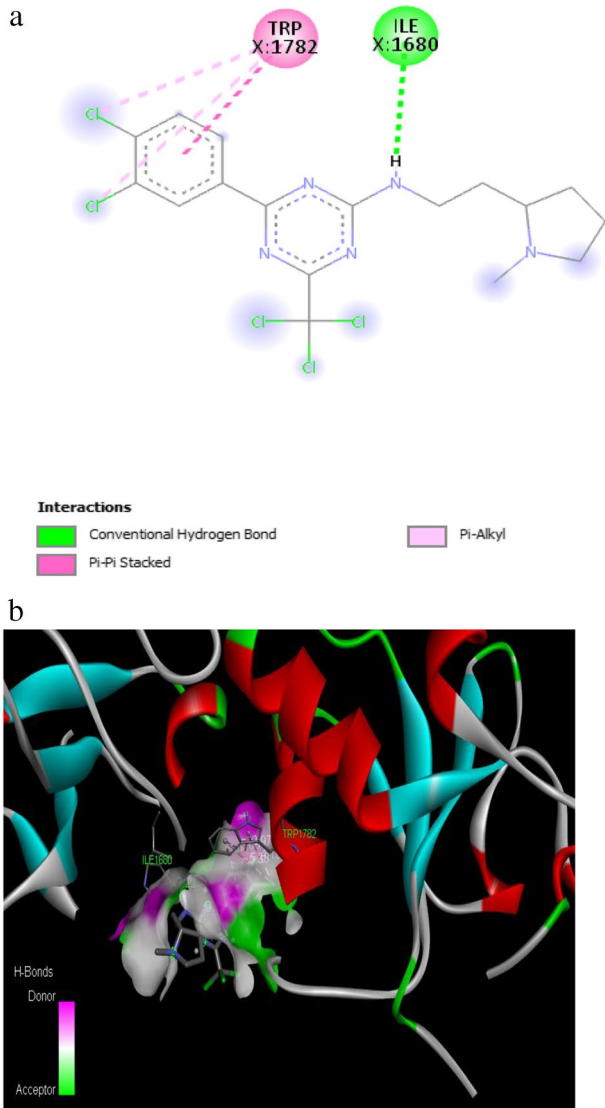 a
TRP
X:1782
ILE
X:1680
Cl
H
Cl
N
N
N
N
N
Cl
Cl
Cl
Interactions
Conventional Hydrogen Bond
Pi-Alkyl
Pi-Pi Stacked
b
TRP1782
ILE1680
H-Bonds
Donor
Acceptor